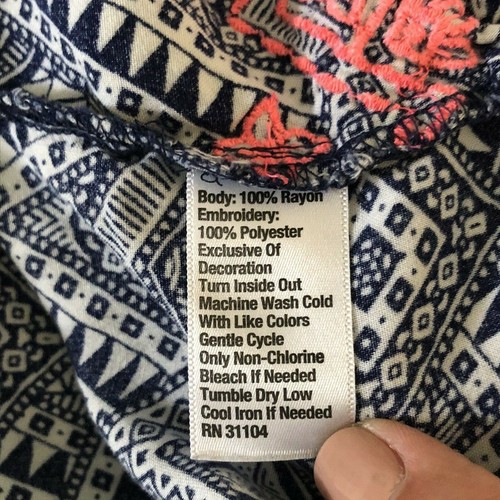 Body: 100% Rayon
Embroidery:
100% Polyester
Exclusive Of
Decoration
Turn Inside Out
Machine Wash Cold
With Like Colors
Gentle Cycle
Only Non-Chlorine
Bleach If Needed
Tumble Dry Low
Cool Iron If Needed
RN 31104